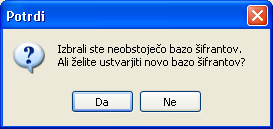 Potrdi
Izbrali ste neobstoječo bazo šifrantov.
Ali želite ustvarjiti novo bazo šifrantov?
Da
Ne